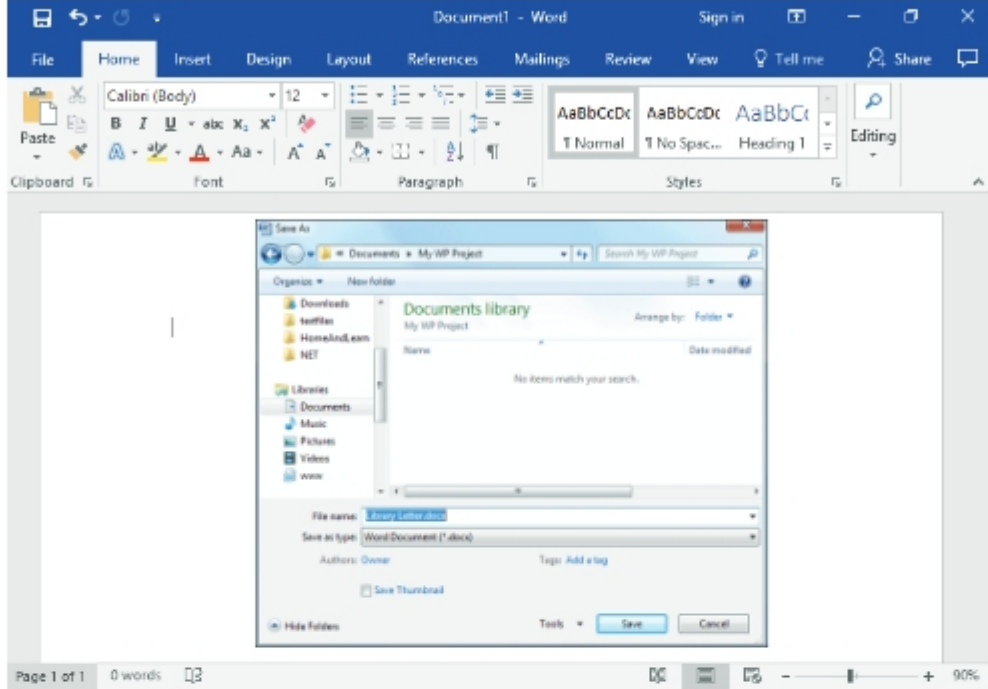 Document1 - Word
Sign in
File Home Insert Design Layout References Mailings Review View Tell me Share
Calibri (Body) 12
AaBbCcDc AaBbCcDc AaBbC
B I U abc X₂ X²
Paste
¶ Normal ¶ No Spac... Heading 1
Editing
A A Aa A A
Clipboard Font Paragraph Styles
Save As
Documents My WP Project
Search My WP Project
Organize New folder
Downloads
testfiles
HomeAndLearn
NET
Libraries
Documents
Music
Pictures
Videos
www
Documents library
My WP Project
Arrange by: Folder
Name Date modified
No items match your search.
File name: Library Letter.docx
Save as type: Word Document (*.docx)
Authors: Owner
Tags: Add a tag
Save Thumbnail
Hide Folders
Tools
Save
Cancel
Page 1 of 1 0 words
90%